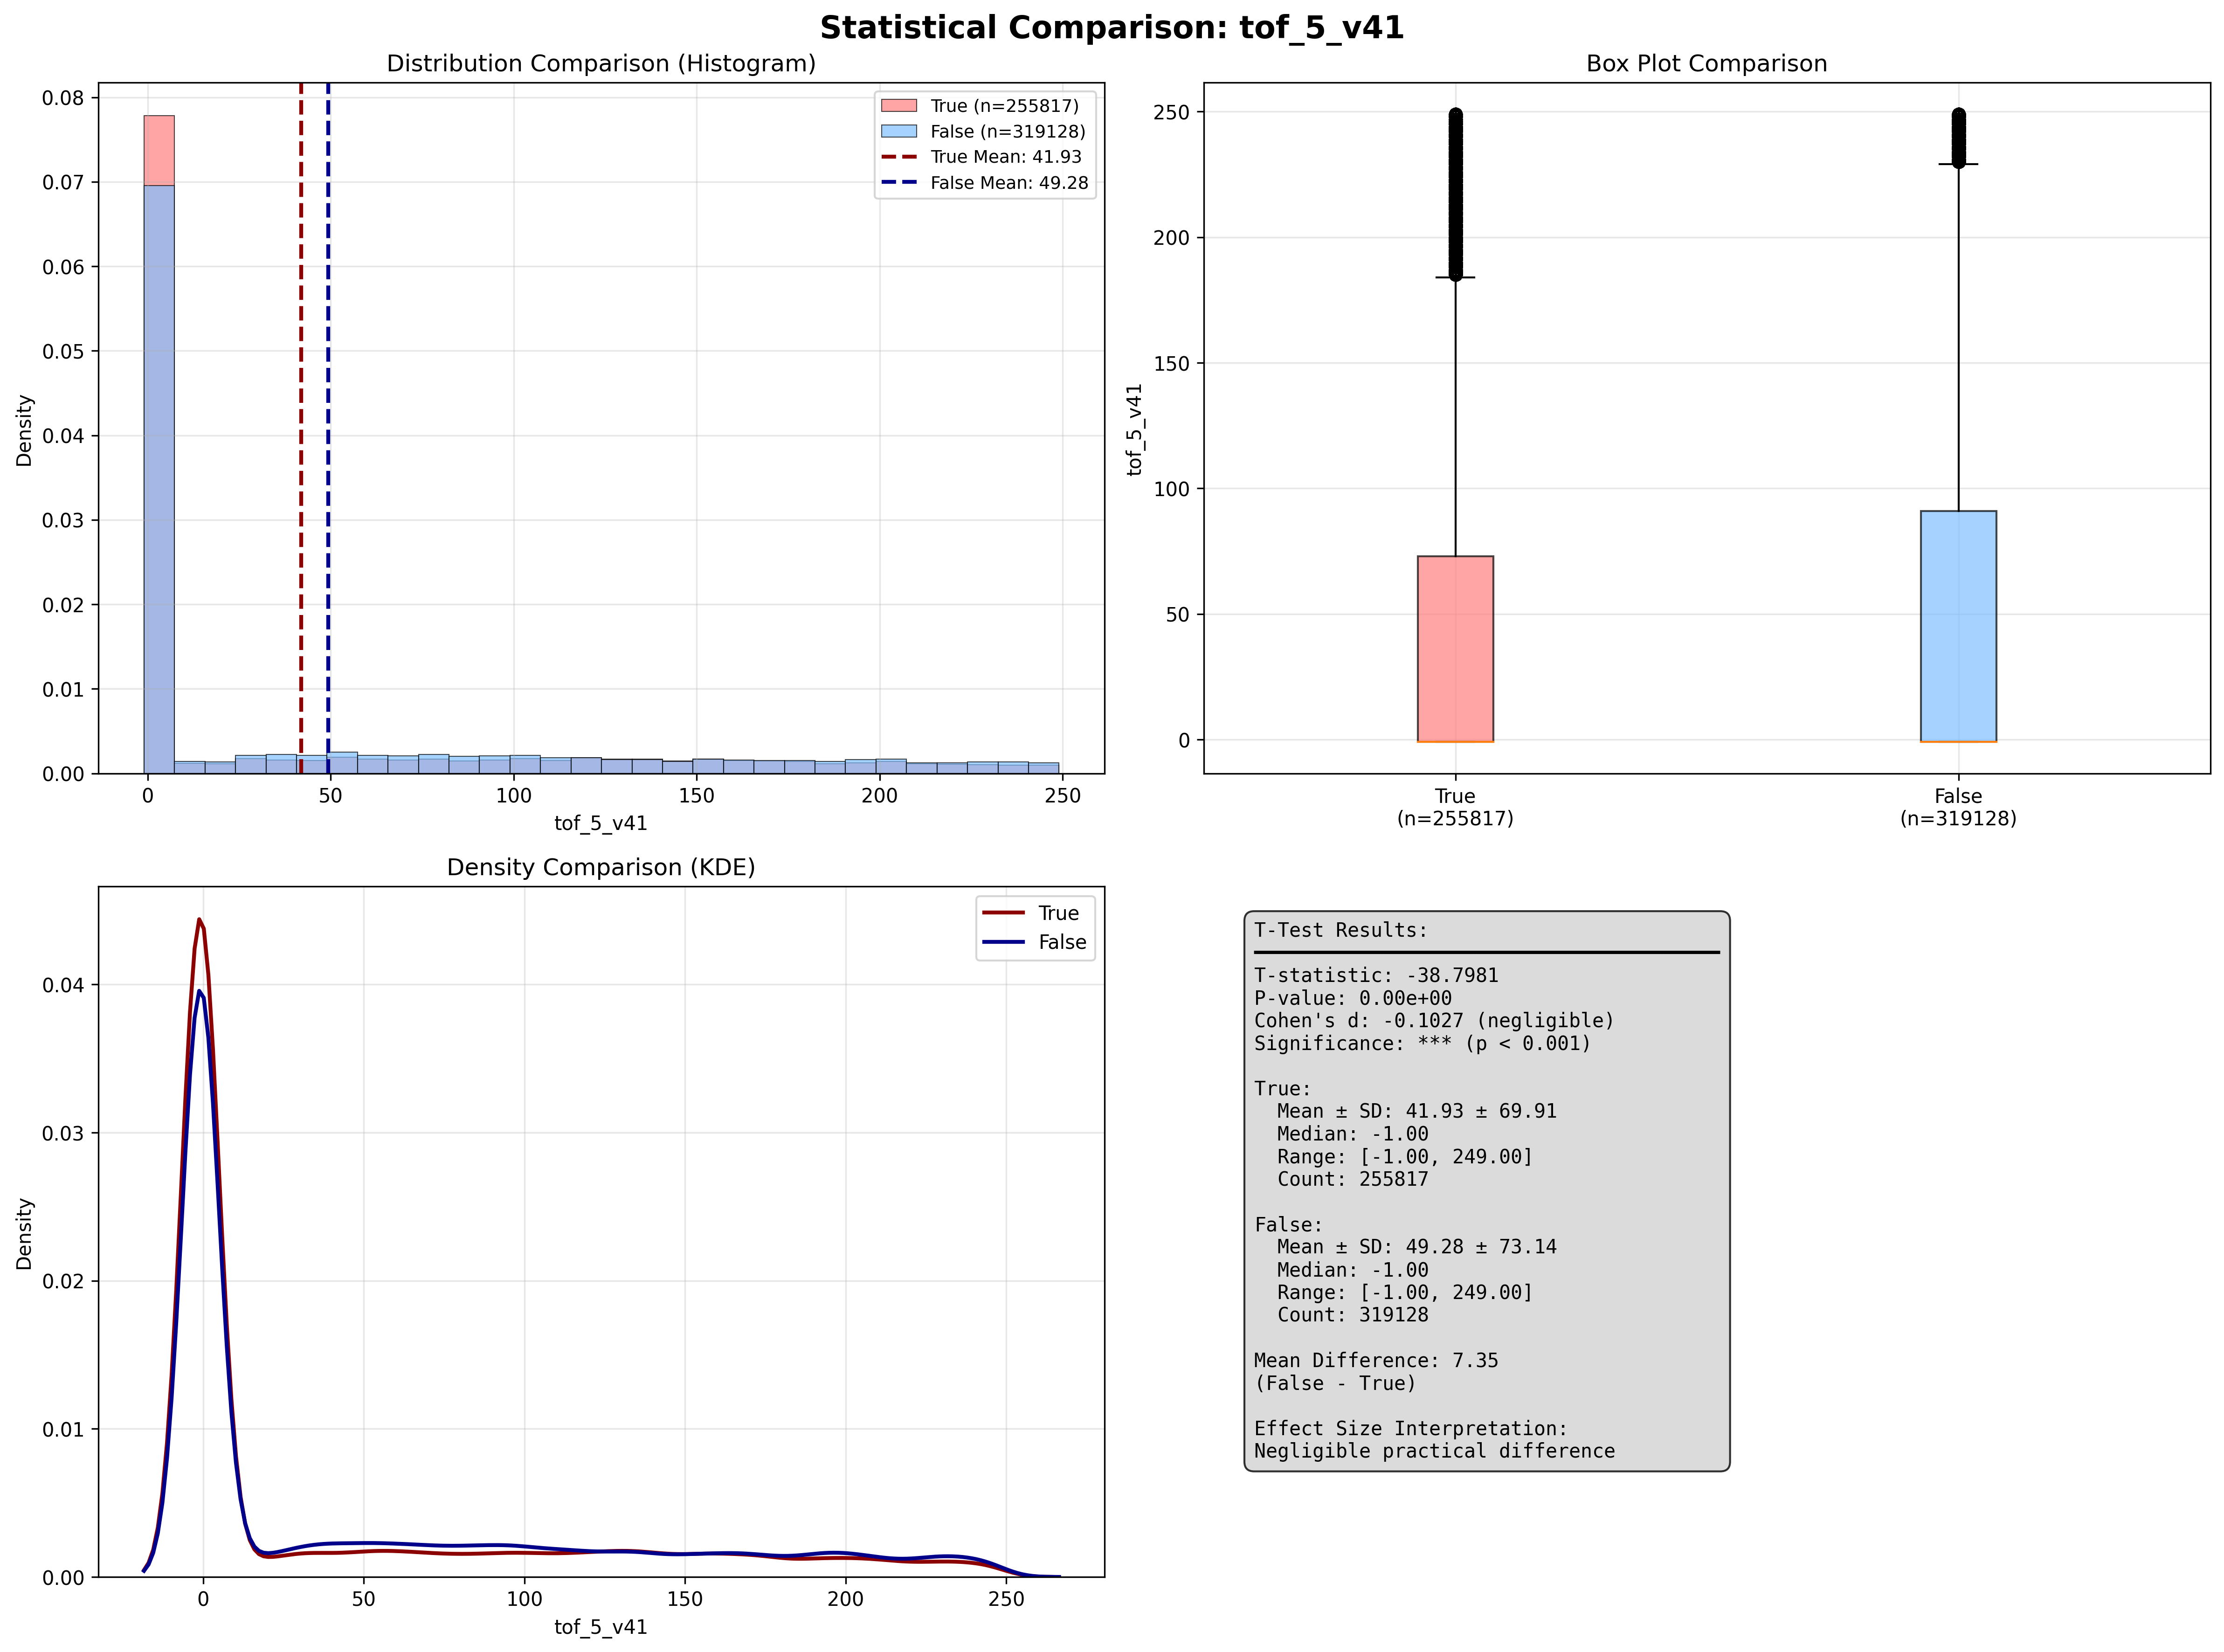 Statistical Comparison: tof_5_v41
Distribution Comparison (Histogram)
0.08
0.07
0.06
0.05
0.04
0.03
0.02
0.01
0.00
Density
0
50
100
150
200
250
tof_5_v41
True (n=255817)
False (n=319128)
True Mean: 41.93
False Mean: 49.28
Box Plot Comparison
250
200
150
100
50
0
tof_5_v41
True
(n=255817)
False
(n=319128)
Density Comparison (KDE)
0.04
0.03
0.02
0.01
0.00
Density
0
50
100
150
200
250
tof_5_v41
True
False
T-Test Results:
T-statistic: -38.7981
P-value: 0.00e+00
Cohen's d: -0.1027 (negligible)
Significance: *** (p < 0.001)
True:
Mean ± SD: 41.93 ± 69.91
Median: -1.00
Range: [-1.00, 249.00]
Count: 255817
False:
Mean ± SD: 49.28 ± 73.14
Median: -1.00
Range: [-1.00, 249.00]
Count: 319128
Mean Difference: 7.35
(False - True)
Effect Size Interpretation:
Negligible practical difference